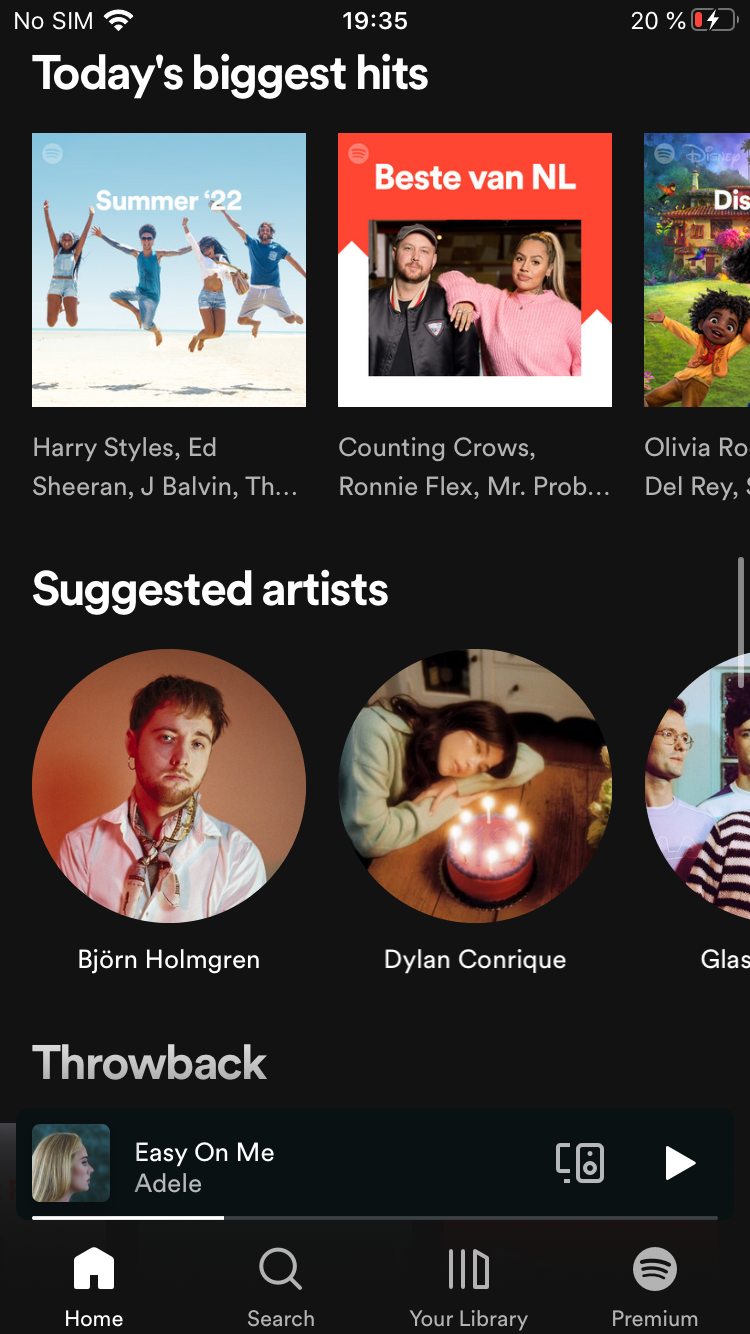 No SIM 19:35 20 %
Today's biggest hits
Summer ‘22
Beste van NL
Disney
Dis
Harry Styles, Ed
Sheeran, J Balvin, Th...
Counting Crows,
Ronnie Flex, Mr. Prob...
Olivia Ro
Del Rey,
Suggested artists
Björn Holmgren
Dylan Conrique
Glas
Throwback
Easy On Me
Adele
Home
Search
Your Library
Premium